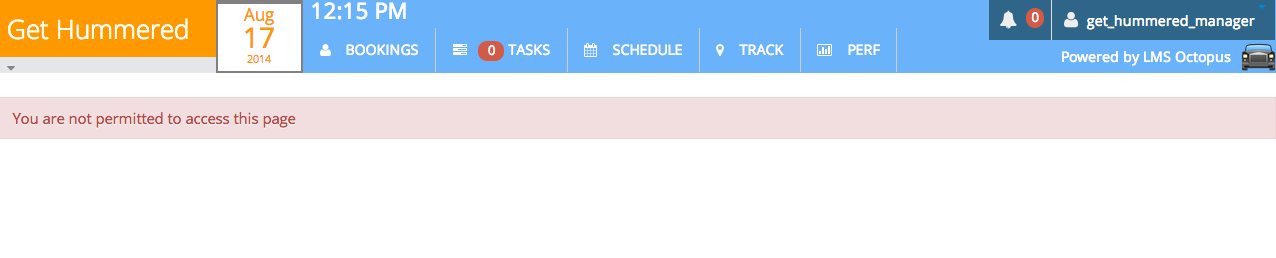 Get Hummered
Aug
17
2014
12:15 PM
BOOKINGS
0 TASKS
SCHEDULE
TRACK
PERF
0
get_hummered_manager
Powered by LMS Octopus
You are not permitted to access this page